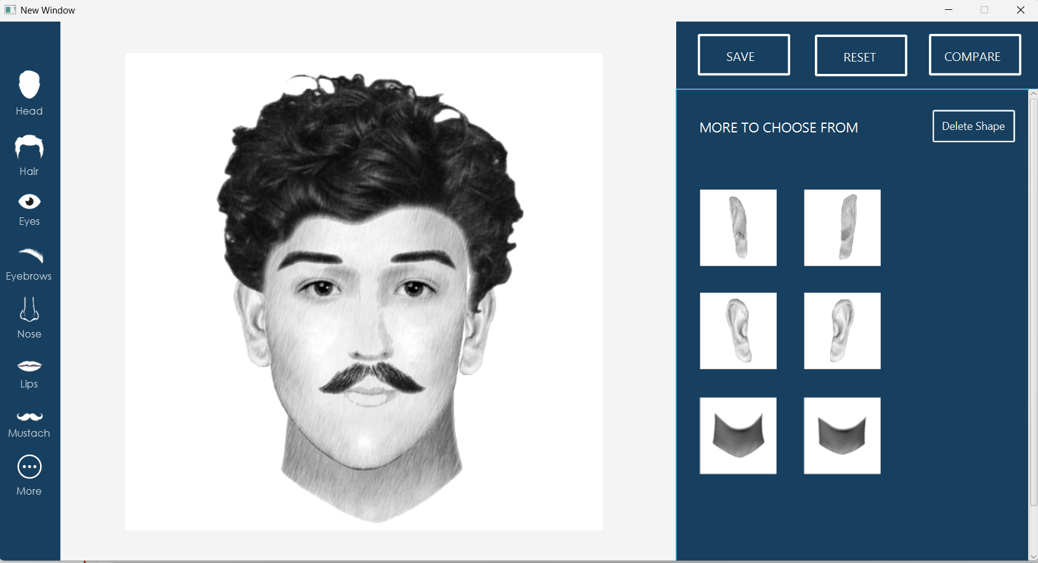 New Window
SAVE
RESET
COMPARE
Head
Hair
Eyes
Eyebrows
Nose
Lips
Mustach
More
MORE TO CHOOSE FROM
Delete Shape